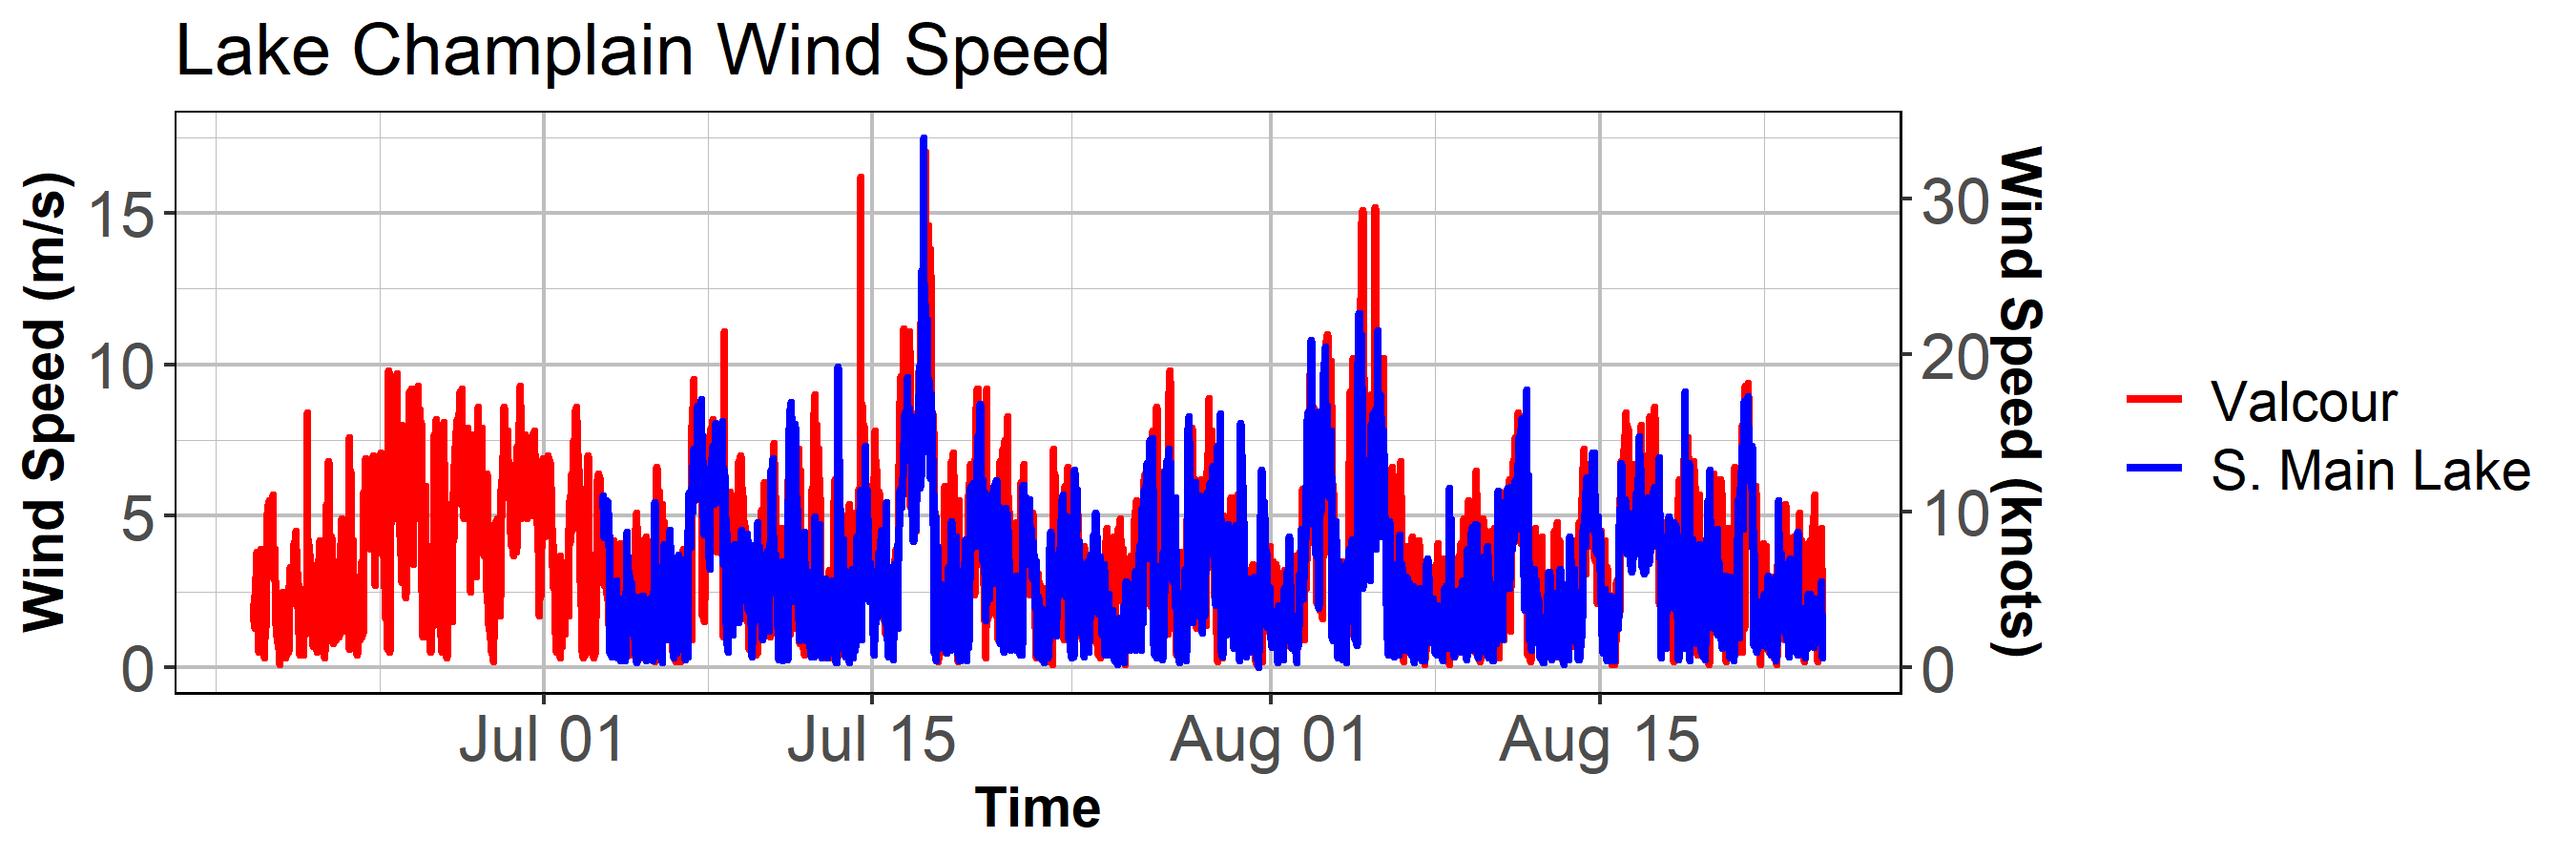 Lake Champlain Wind Speed
Wind Speed (m/s)
15
10
5
0
30
20
10
0
Wind Speed (knots)
Jul 01
Jul 15
Aug 01
Aug 15
Time
Valcour
S. Main Lake